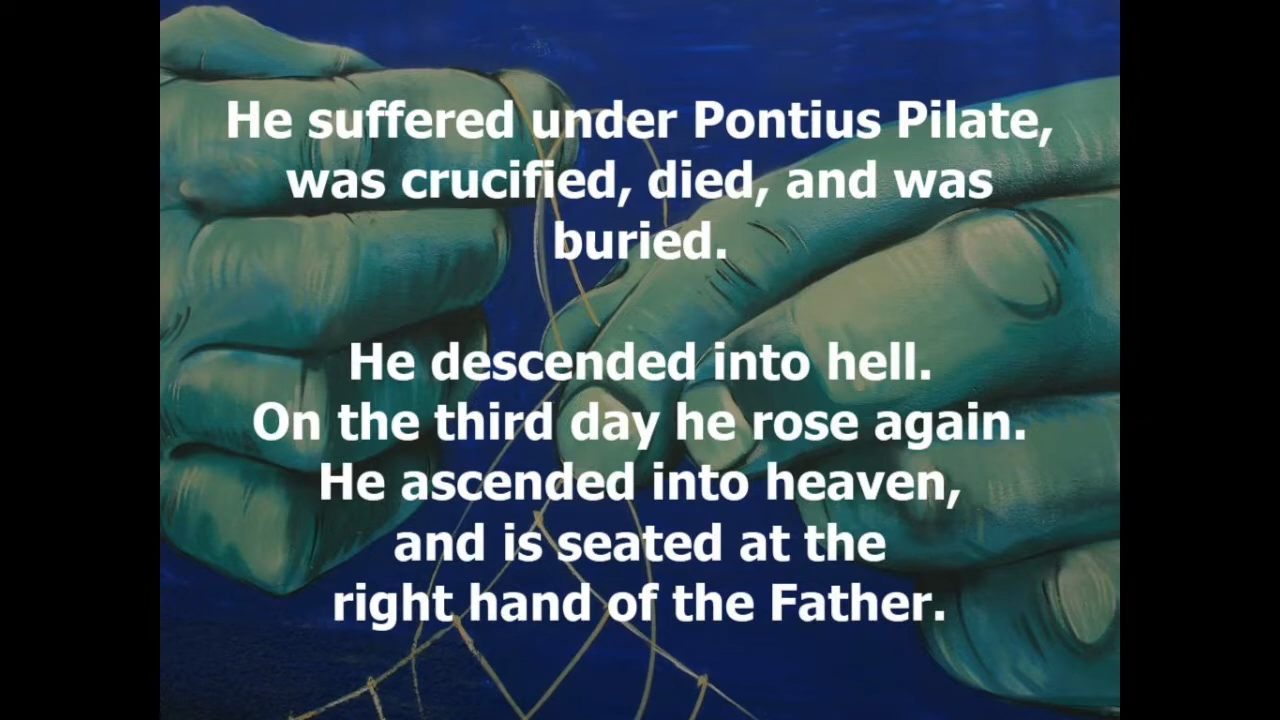 He suffered under Pontius Pilate,
was crucified, died, and was
buried.
He descended into hell.
On the third day he rose again.
He ascended into heaven,
and is seated at the
right hand of the Father.